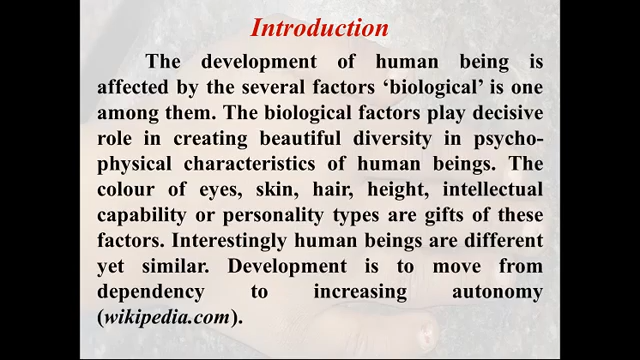 Introduction
The development of human being is
affected by the several factors ‘biological’ is one
among them. The biological factors play decisive
role in creating beautiful diversity in psycho-
physical characteristics of human beings. The
colour of eyes, skin, hair, height, intellectual
capability or personality types are gifts of these
factors. Interestingly human beings are different
yet similar. Development is to move from
dependency to increasing autonomy
(wikipedia.com).